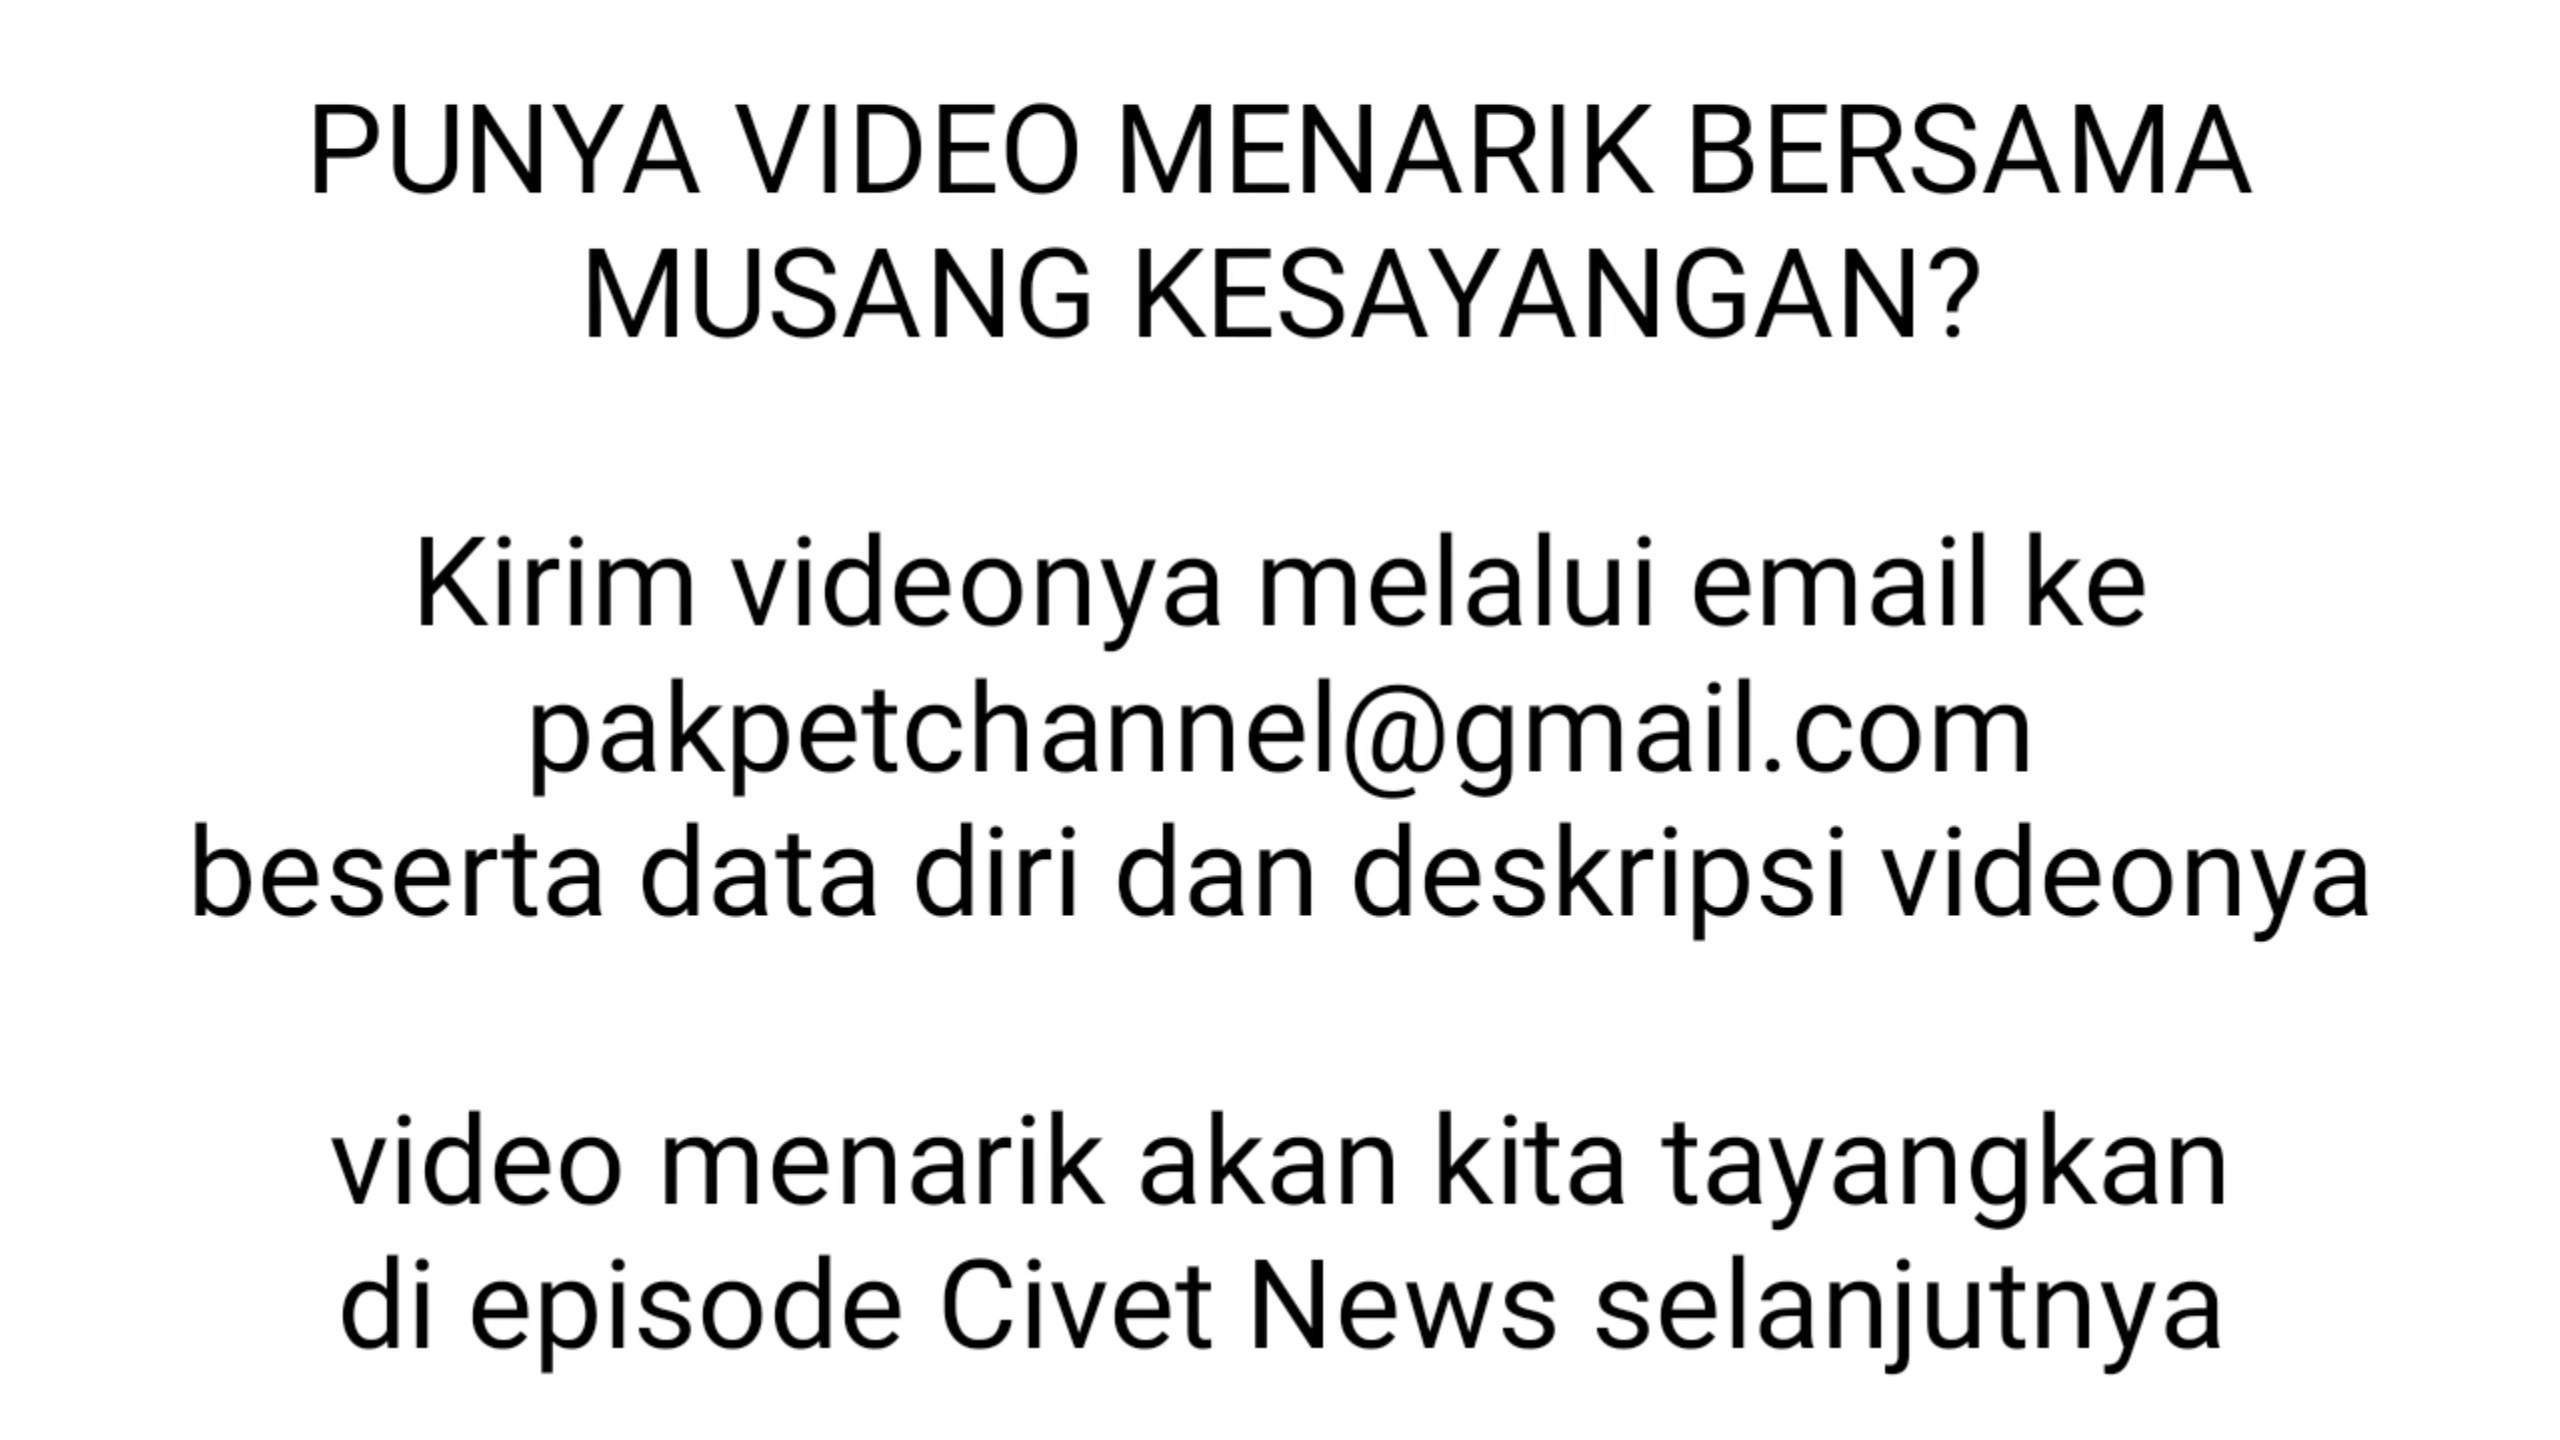 PUNYA VIDEO MENARIK BERSAMA
MUSANG KESAYANGAN?
Kirim videonya melalui email ke
pakpetchannel@gmail.com
beserta data diri dan deskripsi videonya
video menarik akan kita tayangkan
di episode Civet News selanjutnya